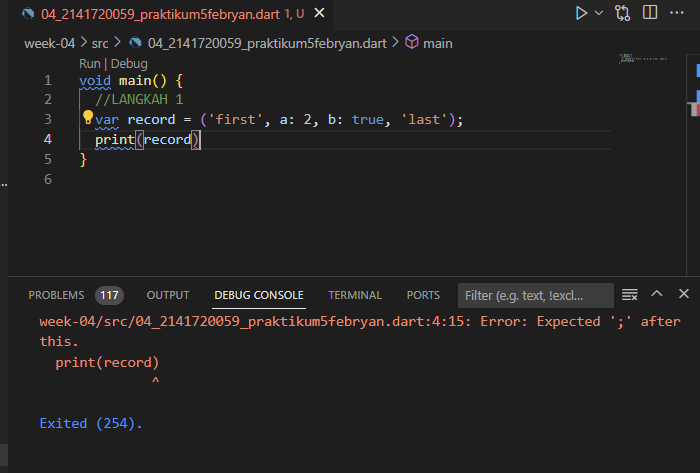 04_2141720059_praktikum5febryan.dart 1, U
week-04 > src > 04_2141720059_praktikum5febryan.dart > main
Run | Debug
1 void main() {
2 //LANGKAH 1
3 var record = ('first', a: 2, b: true, 'last');
4 print(record)
5 }
6
PROBLEMS 117 OUTPUT DEBUG CONSOLE TERMINAL PORTS Filter (e.g. text, !excl...
week-04/src/04_2141720059_praktikum5febryan.dart:4:15: Error: Expected ';' after
this.
print(record)
^
Exited (254).